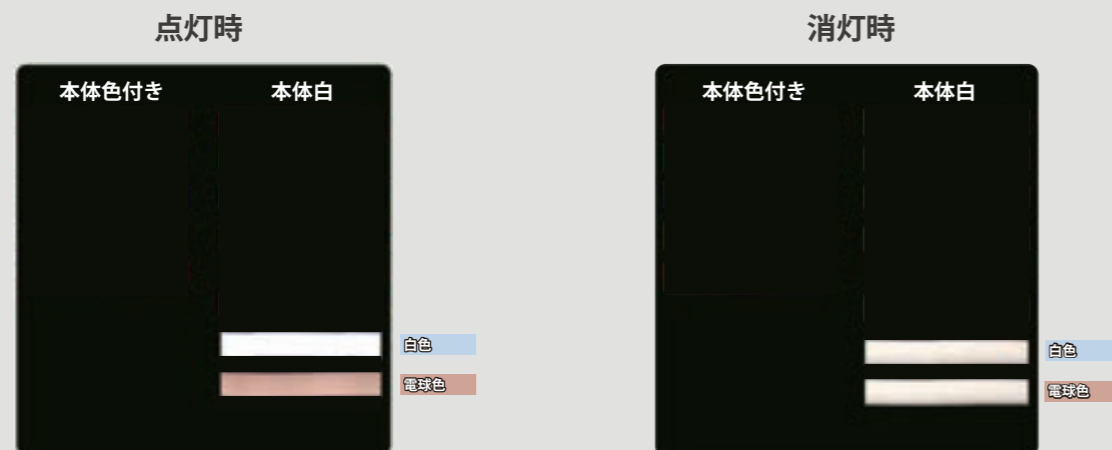 点灯時
本体色付き 本体白
白色
電球色
消灯時
本体色付き 本体白
白色
電球色